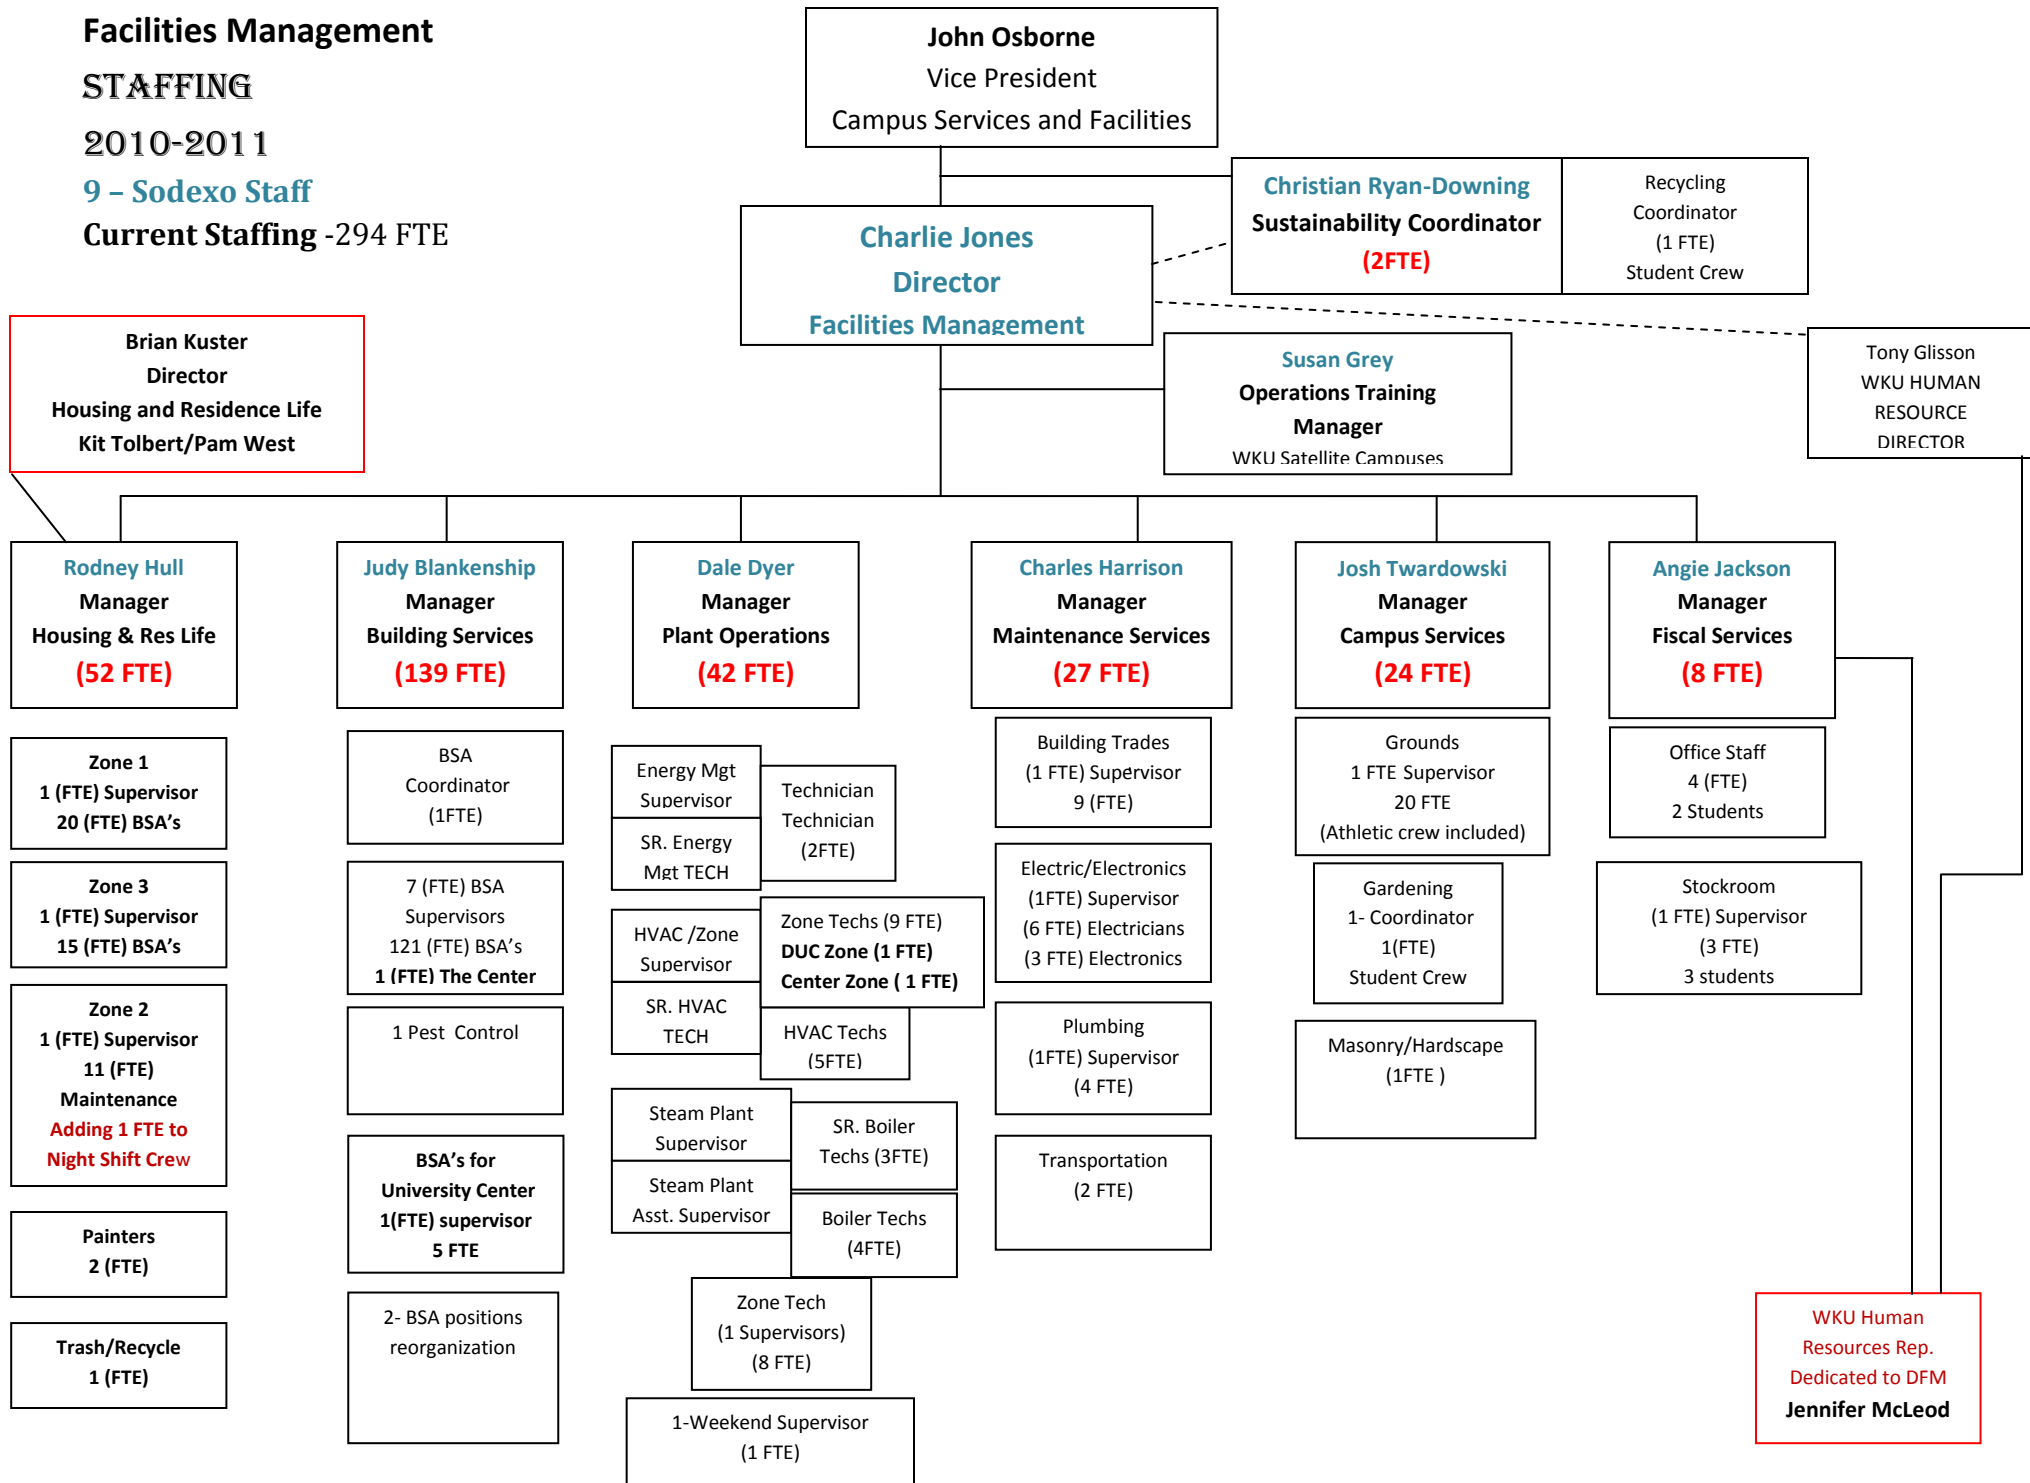 Facilities Management
STAFFING
2010-2011
9 – Sodexo Staff
Current Staffing -294 FTE
John Osborne
Vice President
Campus Services and Facilities
Christian Ryan-Downing
Sustainability Coordinator
(2FTE)
Recycling
Coordinator
(1 FTE)
Student Crew
Charlie Jones
Director
Facilities Management
Brian Kuster
Director
Housing and Residence Life
Kit Tolbert/Pam West
Susan Grey
Operations Training
Manager
WKU Satellite Campuses
Tony Glisson
WKU HUMAN
RESOURCE
DIRECTOR
Rodney Hull
Manager
Housing & Res Life
(52 FTE)
Judy Blankenship
Manager
Building Services
(139 FTE)
Dale Dyer
Manager
Plant Operations
(42 FTE)
Charles Harrison
Manager
Maintenance Services
(27 FTE)
Josh Twardowski
Manager
Campus Services
(24 FTE)
Angie Jackson
Manager
Fiscal Services
(8 FTE)
Zone 1
1 (FTE) Supervisor
20 (FTE) BSA’s
Zone 3
1 (FTE) Supervisor
15 (FTE) BSA’s
Zone 2
1 (FTE) Supervisor
11 (FTE)
Maintenance
Adding 1 FTE to
Night Shift Crew
Painters
2 (FTE)
Trash/Recycle
1 (FTE)
BSA
Coordinator
(1FTE)
7 (FTE) BSA
Supervisors
121 (FTE) BSA’s
1 (FTE) The Center
1 Pest Control
BSA’s for
University Center
1(FTE) supervisor
5 FTE
2- BSA positions
reorganization
Energy Mgt
Supervisor
SR. Energy
Mgt TECH
Technician
Technician
(2FTE)
HVAC /Zone
Supervisor
SR. HVAC
TECH
Zone Techs (9 FTE)
DUC Zone (1 FTE)
Center Zone ( 1 FTE)
HVAC Techs
(5FTE)
Steam Plant
Supervisor
Steam Plant
Asst. Supervisor
SR. Boiler
Techs (3FTE)
Boiler Techs
(4FTE)
Zone Tech
(1 Supervisors)
(8 FTE)
1-Weekend Supervisor
(1 FTE)
Building Trades
(1 FTE) Supervisor
9 (FTE)
Electric/Electronics
(1FTE) Supervisor
(6 FTE) Electricians
(3 FTE) Electronics
Plumbing
(1FTE) Supervisor
(4 FTE)
Transportation
(2 FTE)
Grounds
1 FTE Supervisor
20 FTE
(Athletic crew included)
Gardening
1- Coordinator
1(FTE)
Student Crew
Masonry/Hardscape
(1FTE )
Office Staff
4 (FTE)
2 Students
Stockroom
(1 FTE) Supervisor
(3 FTE)
3 students
WKU Human
Resources Rep.
Dedicated to DFM
Jennifer McLeod